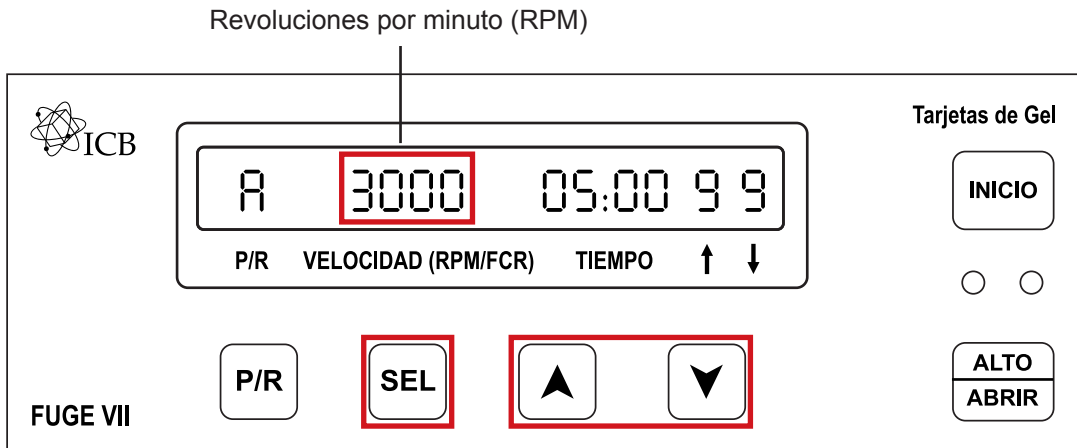 Revoluciones por minuto (RPM)
ICB
Tarjetas de Gel
A 3000 05:00 9 9
P/R VELOCIDAD (RPM/FCR) TIEMPO ↑ ↓
INICIO
P/R SEL
ALTO
ABRIR
FUGE VII